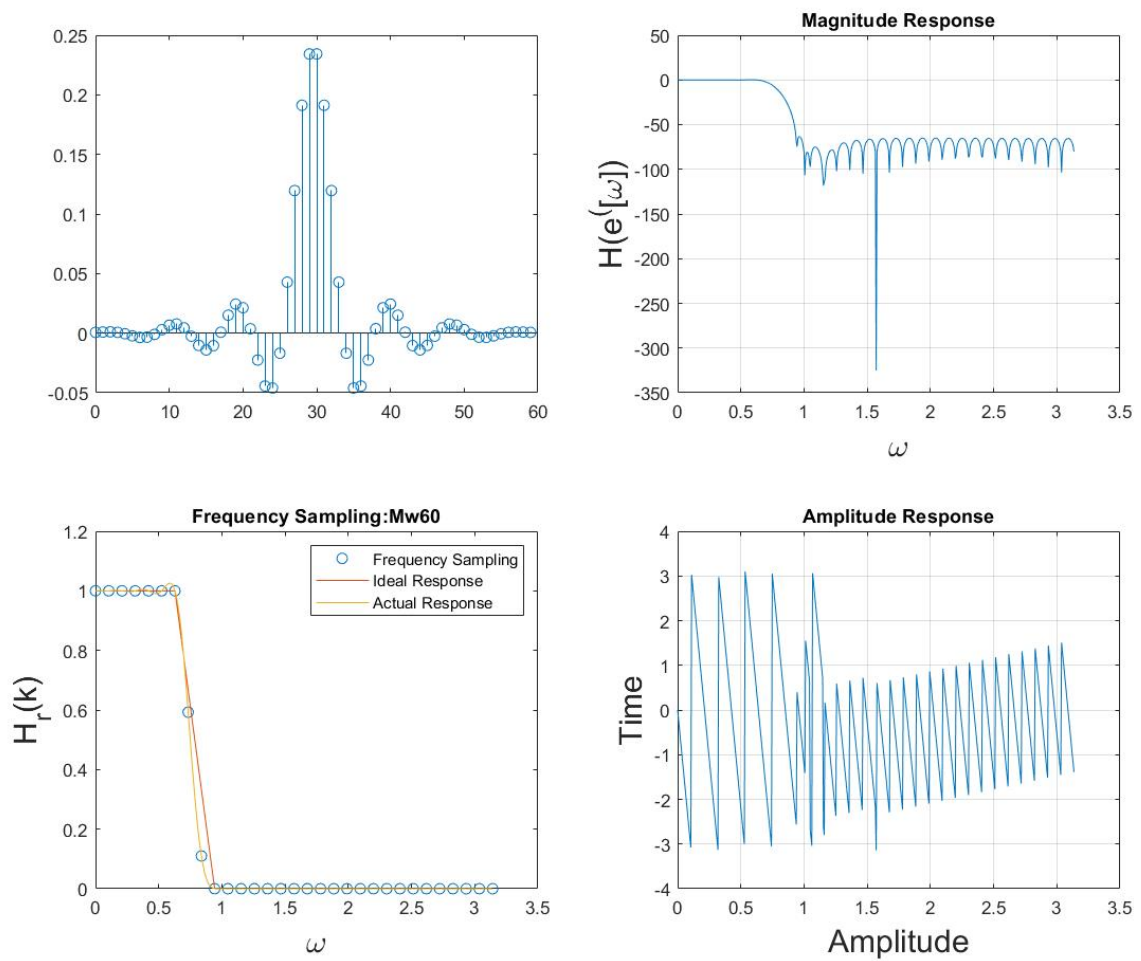 0.25
0.2
0.15
0.1
0.05
0
-0.05
0 10 20 30 40 50 60
Magnitude Response
50
0
-50
-100
-150
-200
-250
-300
-350
H(e^([ω])
0 0.5 1 1.5 2 2.5 3 3.5
ω
Frequency Sampling:Mw60
1.2
1
0.8
0.6
0.4
0.2
0
H_r(k)
Frequency Sampling
Ideal Response
Actual Response
0 0.5 1 1.5 2 2.5 3 3.5
ω
Amplitude Response
4
3
2
1
0
-1
-2
-3
-4
Time
0 0.5 1 1.5 2 2.5 3 3.5
Amplitude